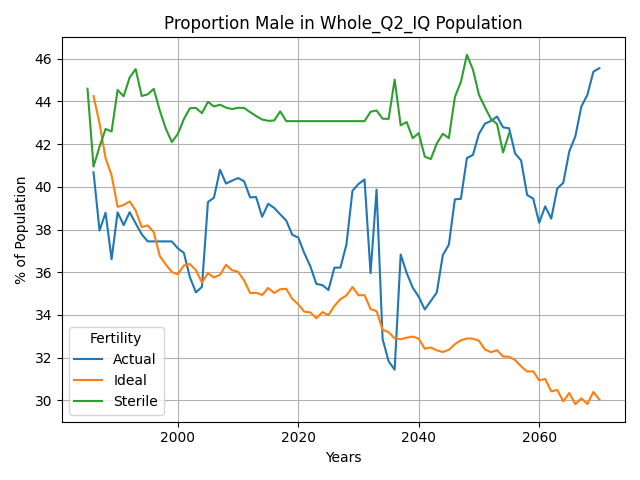 Proportion Male in Whole_Q2_IQ Population
% of Population
46
44
42
40
38
36
34
32
30
Fertility
Actual
Ideal
Sterile
2000
2020
2040
2060
Years